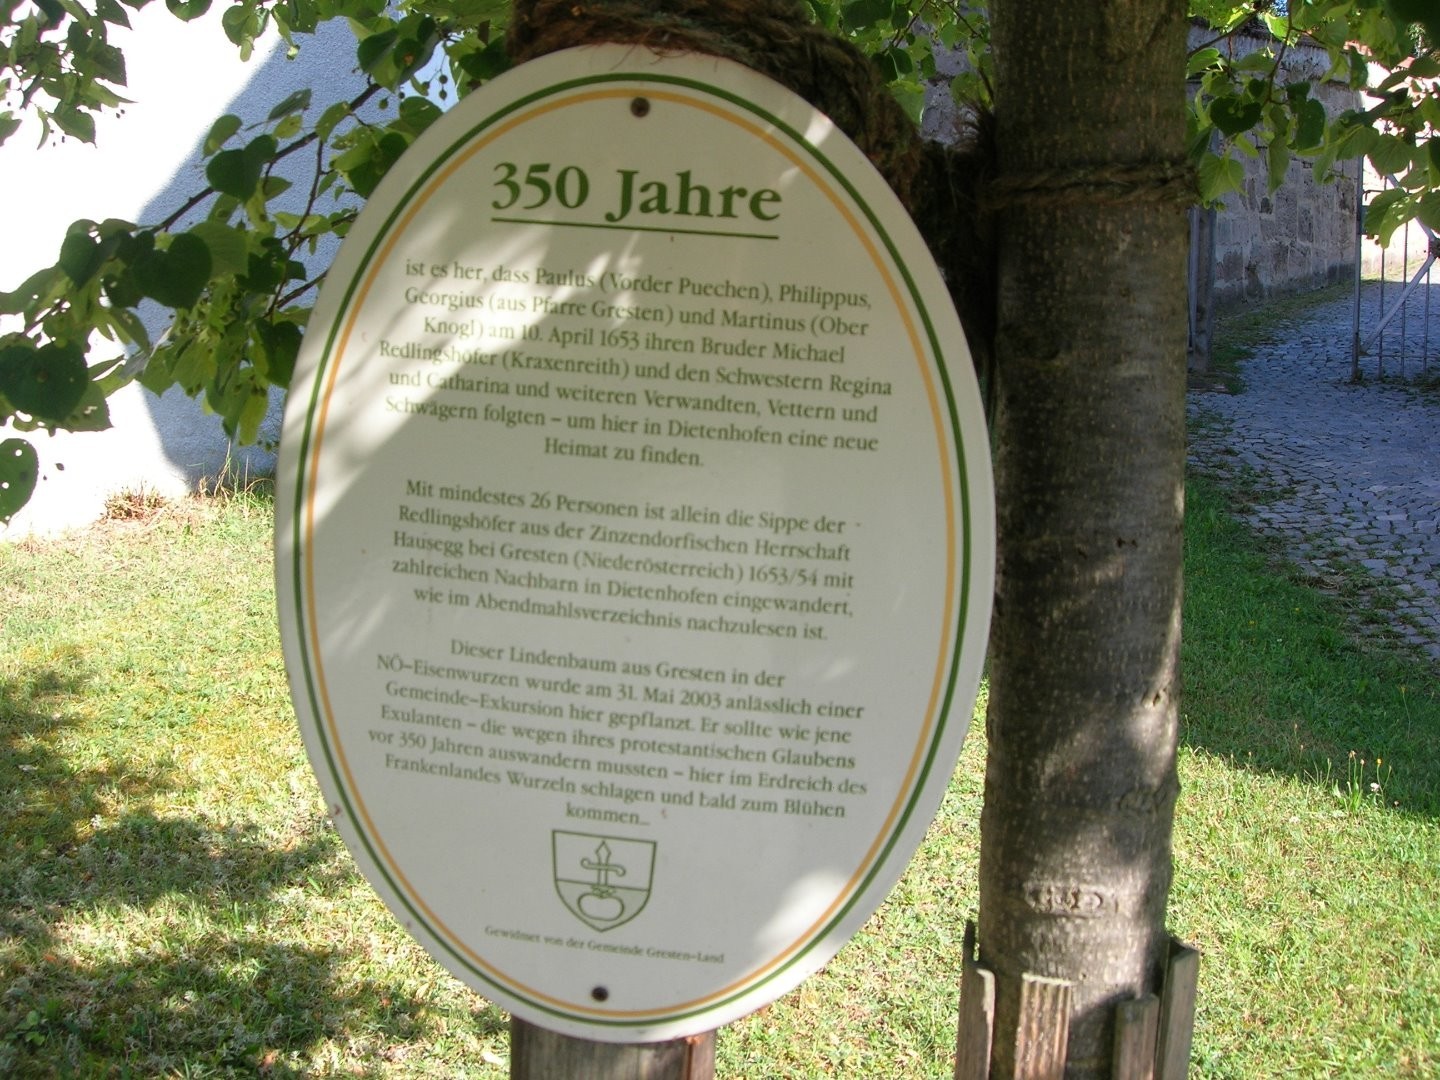 350 Jahre
ist es her, dass Paulus (Vorder Puechen), Philippus,
Georgius (aus Pfarre Gresten) und Martinus (Ober
Knogl) am 10. April 1653 ihren Bruder Michael
Redlingshöfer (Kraxenreith) und den Schwestern Regina
und Catharina und weiteren Verwandten, Vettern und
Schwägern folgten – um hier in Dietenhofen eine neue
Heimat zu finden.
Mit mindestes 26 Personen ist allein die Sippe der
Redlingshöfer aus der Zinzendorfischen Herrschaft
Hausegg bei Gresten (Niederösterreich) 1653/54 mit
zahlreichen Nachbarn in Dietenhofen eingewandert,
wie im Abendmahlsverzeichnis nachzulesen ist.
Dieser Lindenbaum aus Gresten in der
NÖ-Eisenwurzen wurde am 31. Mai 2003 anlässlich einer
Gemeinde-Exkursion hier gepflanzt. Er sollte wie jene
Exulanten – die wegen ihres protestantischen Glaubens
vor 350 Jahren auswandern mussten – hier im Erdreich des
Frankenlandes Wurzeln schlagen und bald zum Blühen
kommen...
Gewidmet von der Gemeinde Gresten-Land